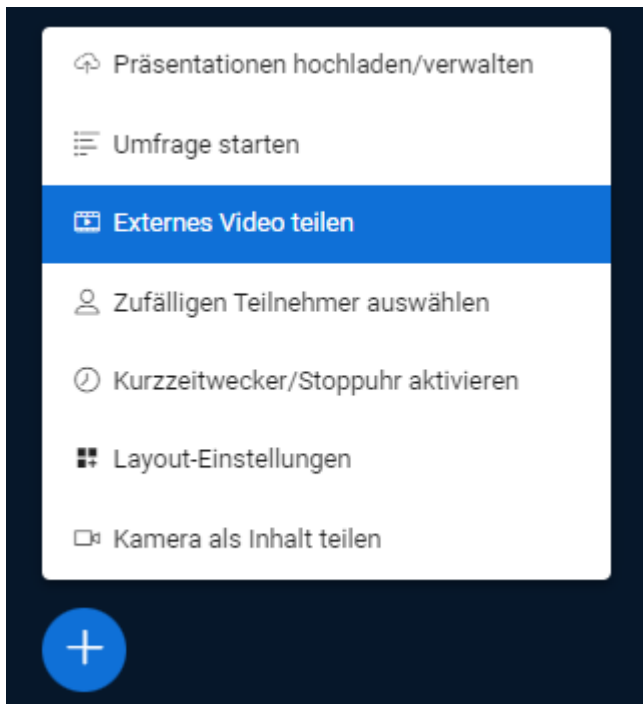 Präsentationen hochladen/verwalten
Umfrage starten
Externes Video teilen
Zufälligen Teilnehmer auswählen
Kurzzeitwecker/Stoppuhr aktivieren
Layout-Einstellungen
Kamera als Inhalt teilen